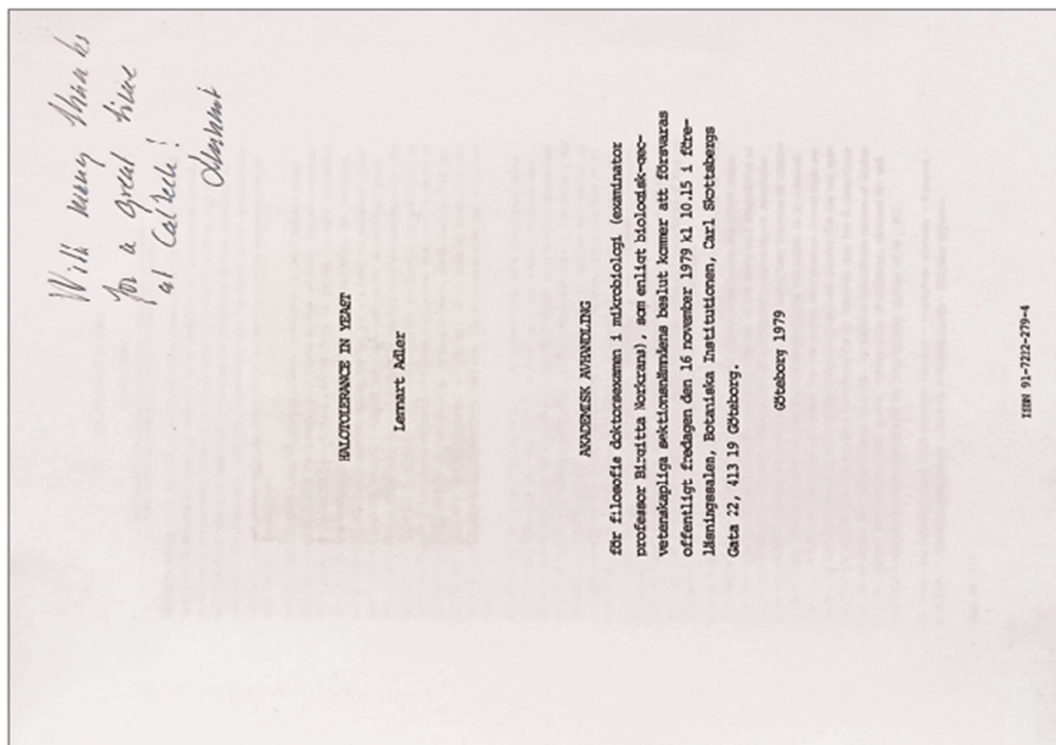 With many thanks
for a great time
at CalTech!
Lennart
HALOTOLERANCE IN YEAST
Lennart Adler
AKADEMISK AVHANDLING
för filosofie doktorsexamen i mikrobiologi (examinator
professor Birgitta Norkrans), som enligt biologisk-geo-
vetenskapliga sektionsnämndens beslut kommer att försvaras
offentligt fredagen den 16 november 1979 kl 10.15 i före-
läsningssalen, Botaniska Institutionen, Carl Skottsbergs
Gata 22, 413 19 Göteborg.
Göteborg 1979
ISBN 91-7222-279-4